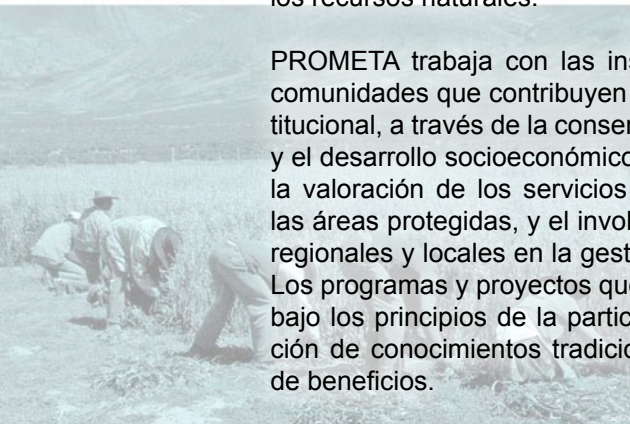 los recursos naturales.
PROMETA trabaja con las ins
comunidades que contribuyen
titucional, a través de la conser
y el desarrollo socioeconómico
la valoración de los servicios
las áreas protegidas, y el invol
regionales y locales en la gest
Los programas y proyectos que
bajo los principios de la partic
ción de conocimientos tradicio
de beneficios.